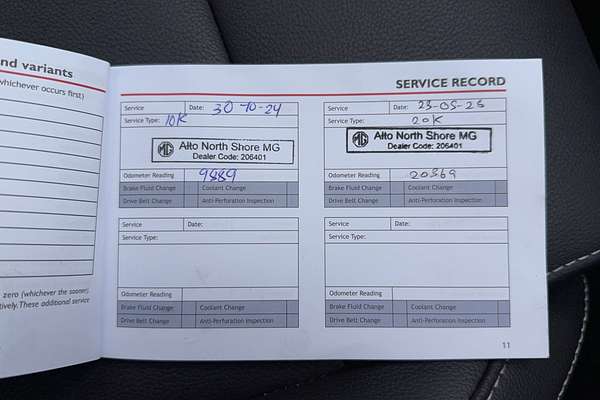 nd variants
whichever occurs first)
zero (whichever the sooner)
tively. These additional service
SERVICE RECORD
Service Date: 30-10-24
Service Type: 10K
MG Alto North Shore MG
Dealer Code: 206401
Odometer Reading 9889
Brake Fluid Change Coolant Change
Drive Belt Change Anti-Perforation Inspection
Service Date: 23-05-25
Service Type: 20K
MG Alto North Shore MG
Dealer Code: 206401
Odometer Reading 20869
Brake Fluid Change Coolant Change
Drive Belt Change Anti-Perforation Inspection
Service Date:
Service Type:
Odometer Reading
Brake Fluid Change Coolant Change
Drive Belt Change Anti-Perforation Inspection
Service Date:
Service Type:
Odometer Reading
Brake Fluid Change Coolant Change
Drive Belt Change Anti-Perforation Inspection
11